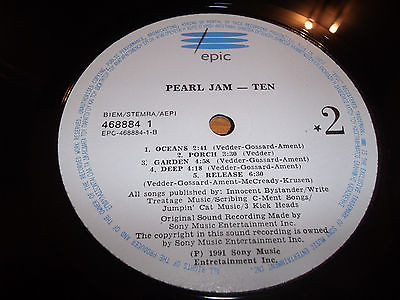 epic
PEARL JAM — TEN
BIEM/STEMRA/AEPI
468884 1
EPC-468884-1-B
★2
1. OCEANS 2:41 (Vedder-Gossard-Ament)
2. PORCH 3:30 (Vedder)
3. GARDEN 4:58 (Vedder-Gossard-Ament)
4. DEEP 4:18 (Vedder-Gossard-Ament)
5. RELEASE 6:30
(Vedder-Gossard-Ament-McCready-Krusen)
All songs published by: Innocent Bystander/Write
Treatage Music/Scribing C-Ment Songs/
Jumpin' Cat Music/3 Kick Heads
Original Sound Recording Made by
Sony Music Entertainment Inc.
The copyright in this sound recording is owned.
by Sony Music Entertainment Inc.
(P) 1991 Sony Music
Entretainment Inc.